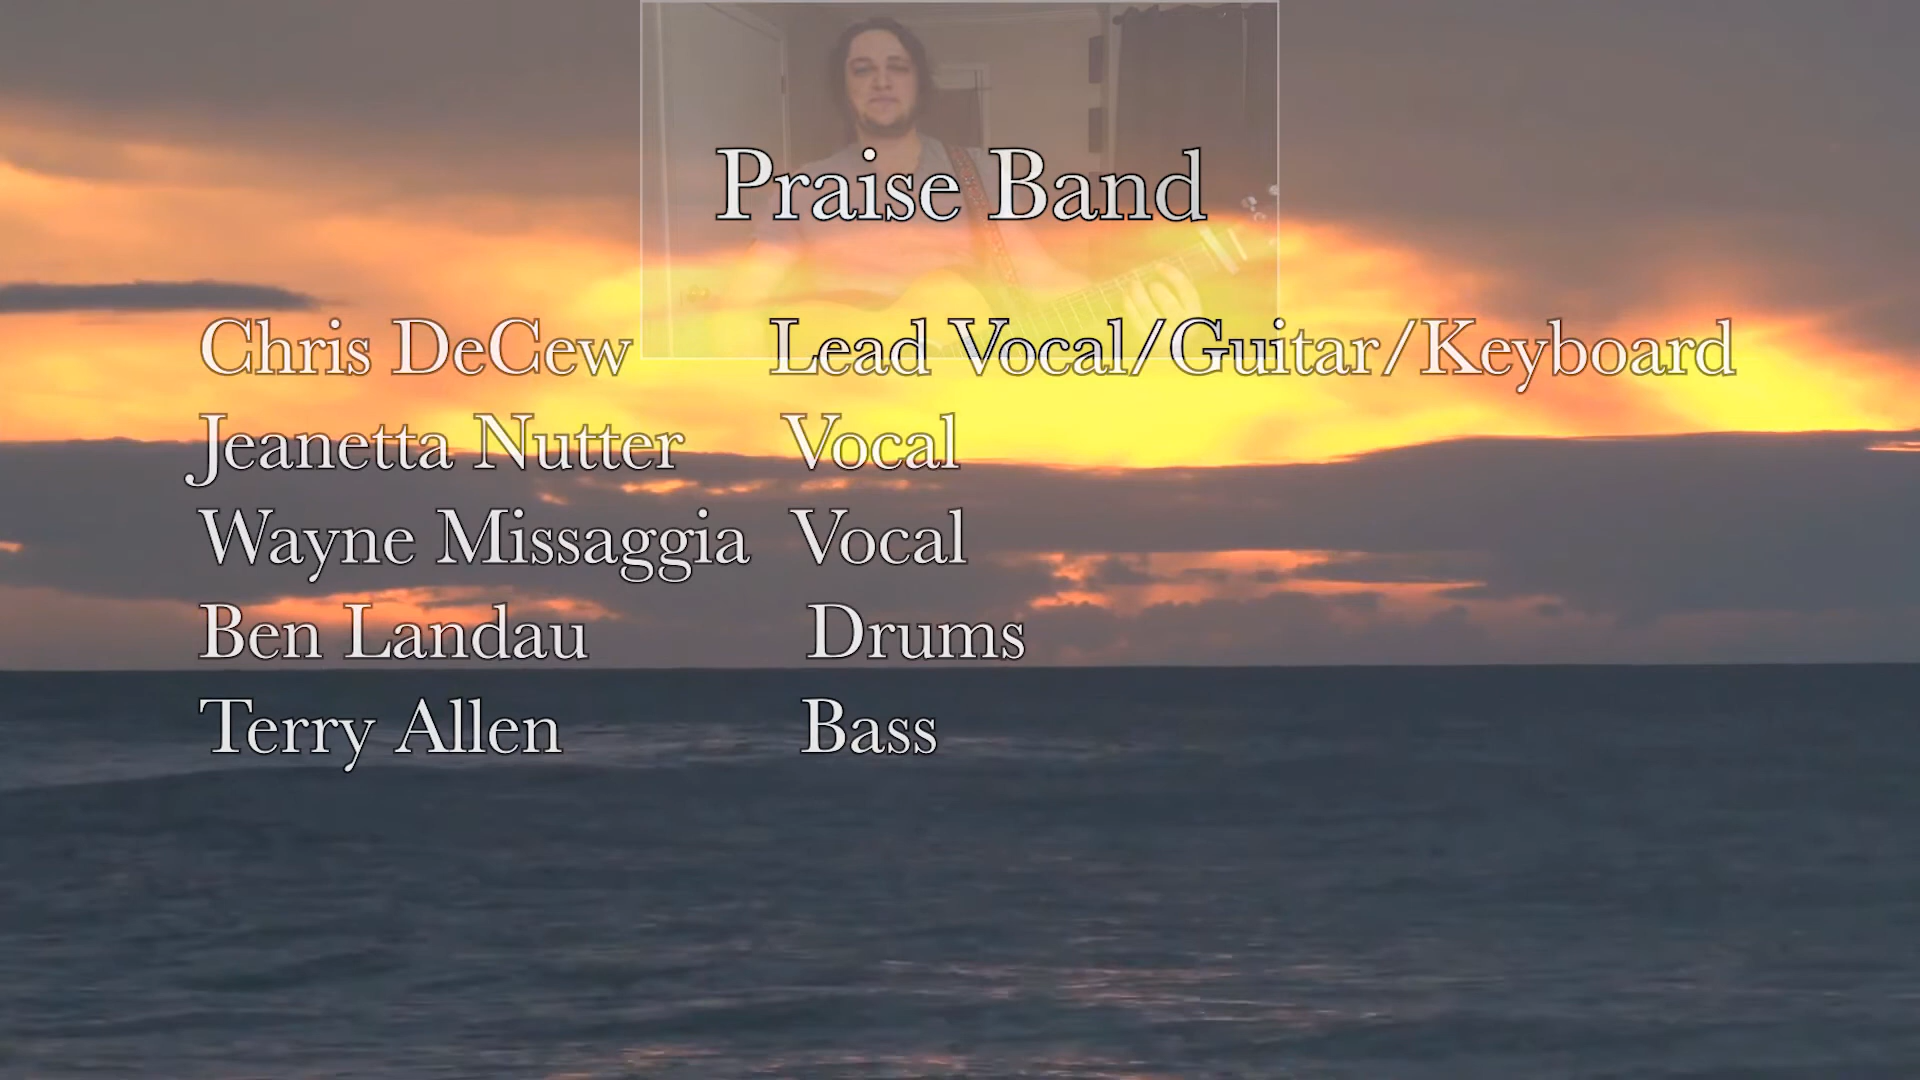 Praise Band
Chris DeCew Lead Vocal/Guitar/Keyboard
Jeanetta Nutter Vocal
Wayne Missaggia Vocal
Ben Landau Drums
Terry Allen Bass